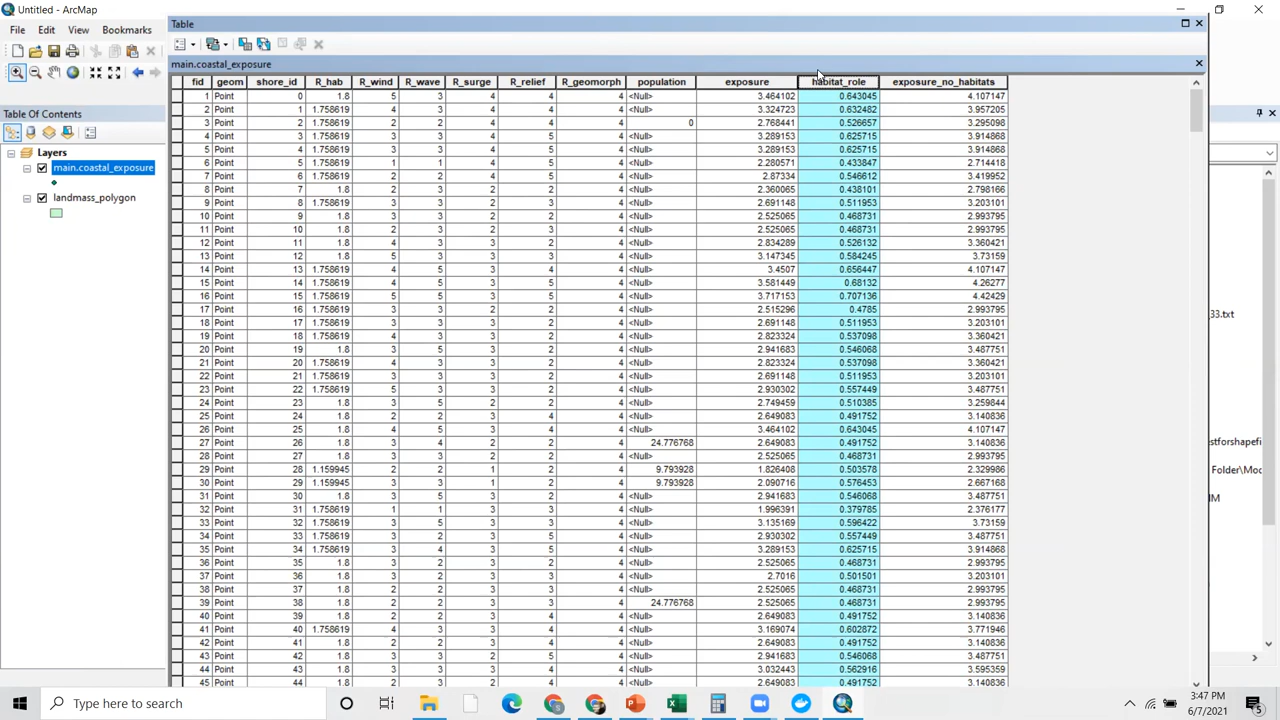 Untitled - ArcMap
File Edit View Bookmarks
Table
main.coastal_exposure
Table Of Contents
Layers
main.coastal_exposure
landmass_polygon
fid geom shore_id R_hab R_wind R_wave R_surge R_relief R_geomorph population exposure habitat_role exposure_no_habitats
1 Point 0 1.8 5 3 4 4 4 <Null> 3.464102 0.643045 4.107147
2 Point 1 1.758619 4 3 4 4 4 <Null> 3.324723 0.632482 3.957205
3 Point 2 1.758619 2 2 4 4 4 0 2.768441 0.526657 3.295098
4 Point 3 1.758619 3 3 4 5 4 <Null> 3.289153 0.625715 3.914868
5 Point 4 1.758619 3 3 4 5 4 <Null> 3.289153 0.625715 3.914868
6 Point 5 1.758619 1 1 4 5 4 <Null> 2.280571 0.433847 2.714418
7 Point 6 1.758619 2 2 4 5 4 <Null> 2.87334 0.546612 3.419952
8 Point 7 1.8 2 3 2 2 4 <Null> 2.360065 0.438101 2.798166
9 Point 8 1.758619 3 3 3 2 4 <Null> 2.691148 0.511953 3.203101
10 Point 9 1.8 3 3 2 2 4 <Null> 2.525065 0.468731 2.993795
11 Point 10 1.8 2 3 2 3 4 <Null> 2.525065 0.468731 2.993795
12 Point 11 1.8 4 3 3 2 4 <Null> 2.834289 0.526132 3.360421
13 Point 12 1.8 5 3 3 3 4 <Null> 3.147345 0.584245 3.73159
14 Point 13 1.758619 4 5 3 4 4 <Null> 3.4507 0.656447 4.107147
15 Point 14 1.758619 4 5 3 5 4 <Null> 3.581449 0.68132 4.26277
16 Point 15 1.758619 5 5 3 5 4 <Null> 3.717153 0.707136 4.42429
17 Point 16 1.758619 3 3 2 2 4 <Null> 2.515296 0.4785 2.993795
18 Point 17 1.758619 3 3 3 2 4 <Null> 2.691148 0.511953 3.203101
19 Point 18 1.758619 4 3 3 2 4 <Null> 2.823324 0.537098 3.360421
20 Point 19 1.8 3 5 3 2 4 <Null> 2.941683 0.546068 3.487751
21 Point 20 1.758619 4 3 3 2 4 <Null> 2.823324 0.537098 3.360421
22 Point 21 1.758619 3 3 3 2 4 <Null> 2.691148 0.511953 3.203101
23 Point 22 1.758619 5 3 3 2 4 <Null> 2.930302 0.557449 3.487751
24 Point 23 1.8 3 5 2 2 4 <Null> 2.749459 0.510385 3.259844
25 Point 24 1.8 2 2 3 4 4 <Null> 2.649083 0.491752 3.140836
26 Point 25 1.8 4 5 3 4 4 <Null> 3.464102 0.643045 4.107147
27 Point 26 1.8 3 4 2 2 4 24.776768 2.649083 0.491752 3.140836
28 Point 27 1.8 3 3 2 2 4 <Null> 2.525065 0.468731 2.993795
29 Point 28 1.159945 2 2 1 2 4 9.793928 1.826408 0.503578 2.329986
30 Point 29 1.159945 3 3 1 2 4 9.793928 2.090716 0.576453 2.667168
31 Point 30 1.8 3 5 3 2 4 <Null> 2.941683 0.546068 3.487751
32 Point 31 1.758619 1 1 3 3 4 <Null> 1.996391 0.379785 2.376177
33 Point 32 1.758619 3 5 3 3 4 <Null> 3.135169 0.596422 3.73159
34 Point 33 1.758619 3 2 3 5 4 <Null> 2.930302 0.557449 3.487751
35 Point 34 1.758619 3 4 3 5 4 <Null> 3.289153 0.625715 3.914868
36 Point 35 1.8 3 2 3 2 4 <Null> 2.525065 0.468731 2.993795
37 Point 36 1.8 3 2 3 3 4 <Null> 2.7016 0.501501 3.203101
38 Point 37 1.8 2 2 3 3 4 <Null> 2.525065 0.468731 2.993795
39 Point 38 1.8 2 2 3 3 4 24.776768 2.525065 0.468731 2.993795
40 Point 39 1.8 2 2 3 4 4 <Null> 2.649083 0.491752 3.140836
41 Point 40 1.758619 4 3 3 4 4 <Null> 3.169074 0.602872 3.771946
42 Point 41 1.8 2 2 3 4 4 <Null> 2.649083 0.491752 3.140836
43 Point 42 1.8 3 3 2 5 4 <Null> 2.941683 0.546068 3.487751
44 Point 43 1.8 3 3 3 4 4 <Null> 3.032443 0.562916 3.595359
45 Point 44 1.8 2 2 3 4 4 <Null> 2.649083 0.491752 3.140836
33.txt
estforshapefi
Folder\Mod
IM
Type here to search
3:47 PM
6/7/2021
5